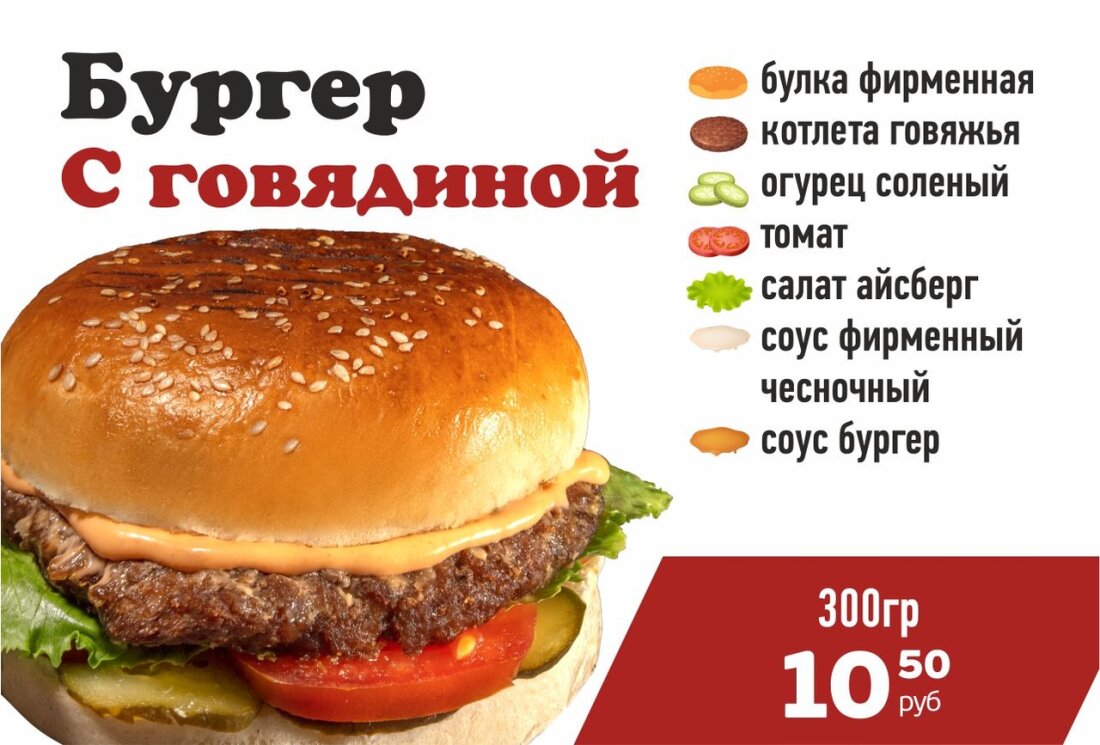 Бургер
С говядиной
булка фирменная
котлета говяжья
огурец соленый
томат
салат айсберг
соус фирменный
чесночный
соус бургер
300гр
10 50
руб